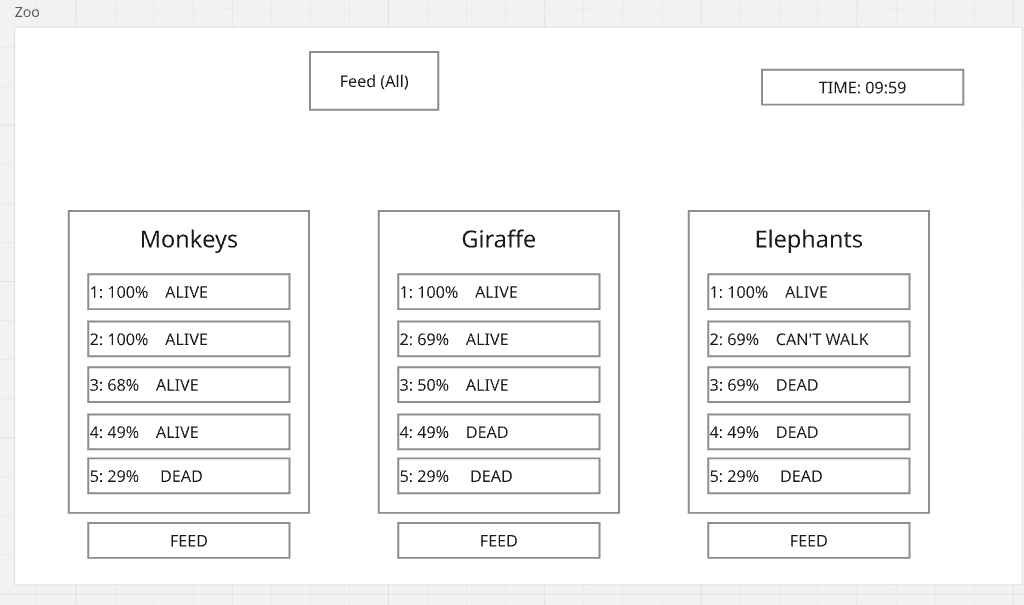 Zoo
Feed (All)
TIME: 09:59
Monkeys
1: 100% ALIVE
2: 100% ALIVE
3: 68% ALIVE
4: 49% ALIVE
5: 29% DEAD
FEED
Giraffe
1: 100% ALIVE
2: 69% ALIVE
3: 50% ALIVE
4: 49% DEAD
5: 29% DEAD
FEED
Elephants
1: 100% ALIVE
2: 69% CAN'T WALK
3: 69% DEAD
4: 49% DEAD
5: 29% DEAD
FEED